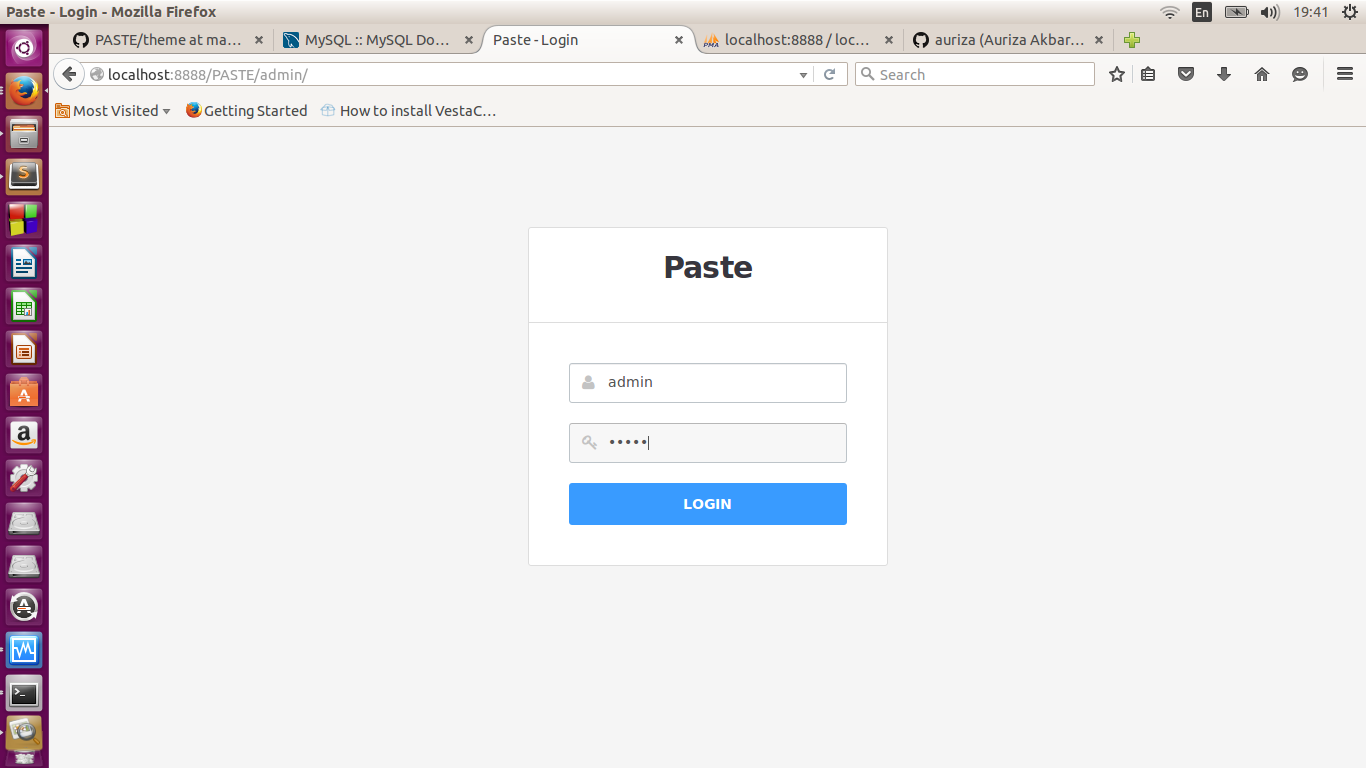 Paste - Login - Mozilla Firefox
En
19:41
PASTE/theme at ma...
MySQL :: MySQL Do...
Paste - Login
PMA
localhost:8888 / loc...
auriza (Auriza Akbar...
localhost:8888/PASTE/admin/
Search
Most Visited
Getting Started
How to install VestaC...
Paste
admin
•••••
LOGIN